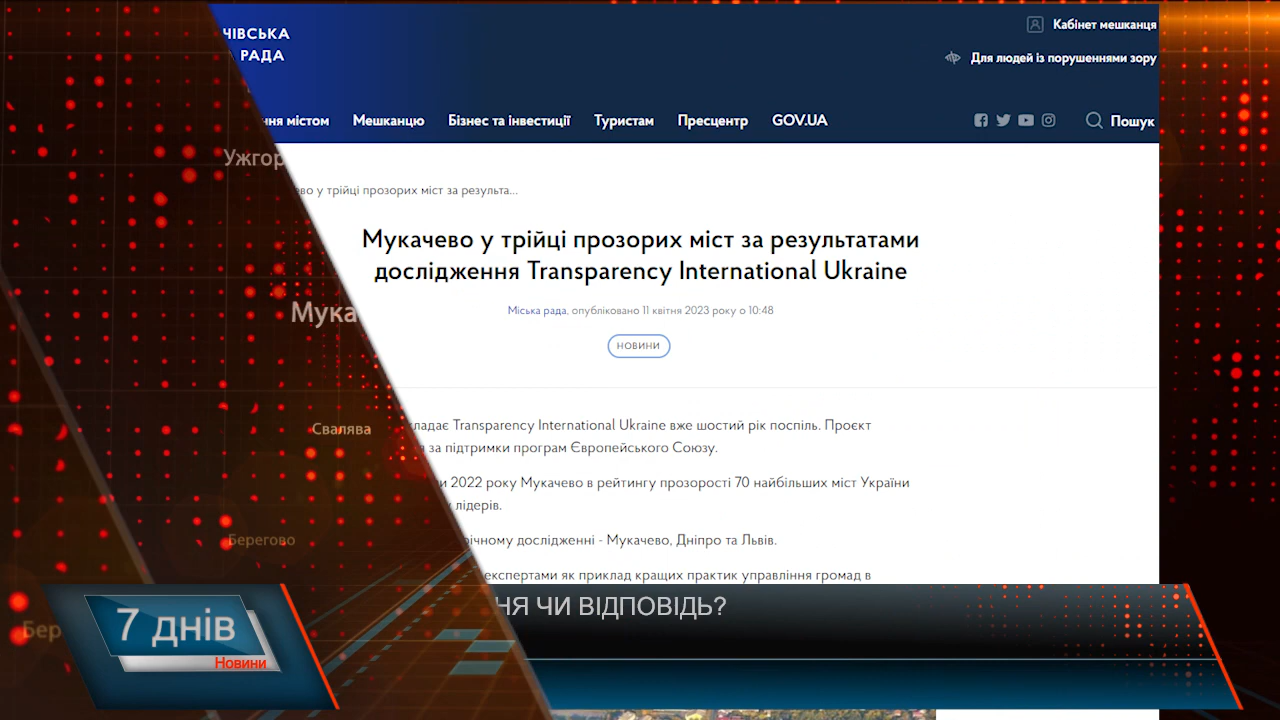 ЧІВСЬКА
РАДА
Кабінет мешканця
Для людей із порушеннями зору
ня містом Мешканцю Бізнес та інвестиції Туристам Пресцентр GOV.UA Пошук
Ужгор
во у трійці прозорих міст за результа...
Мукачево у трійці прозорих міст за результатами
дослідження Transparency International Ukraine
Міська рада, опубліковано 11 квітня 2023 року о 10:48
НОВИНИ
Мука
Свалява
ладає Transparency International Ukraine вже шостий рік поспіль. Проєкт
за підтримки програм Європейського Союзу.
и 2022 року Мукачево в рейтингу прозорості 70 найбільших міст України
лідерів.
Берегово
річному дослідженні - Мукачево, Дніпро та Львів.
експертами як приклад кращих практик управління громад в
НЯ ЧИ ВІДПОВІДЬ?
Бер
7 днів
Новини